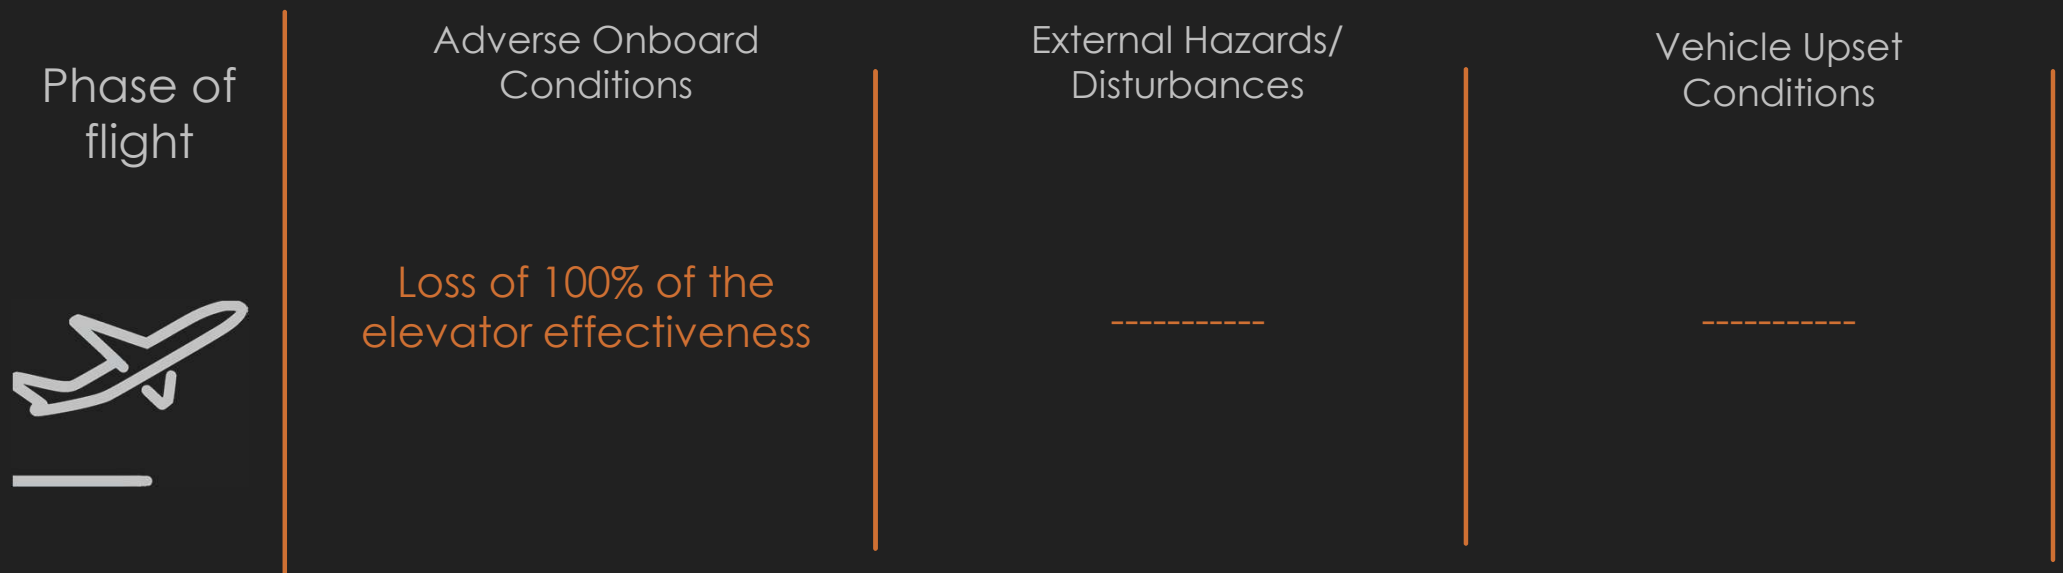 Phase of
flight
Adverse Onboard
Conditions
External Hazards/
Disturbances
Vehicle Upset
Conditions
Loss of 100% of the
elevator effectiveness
-----------
-----------